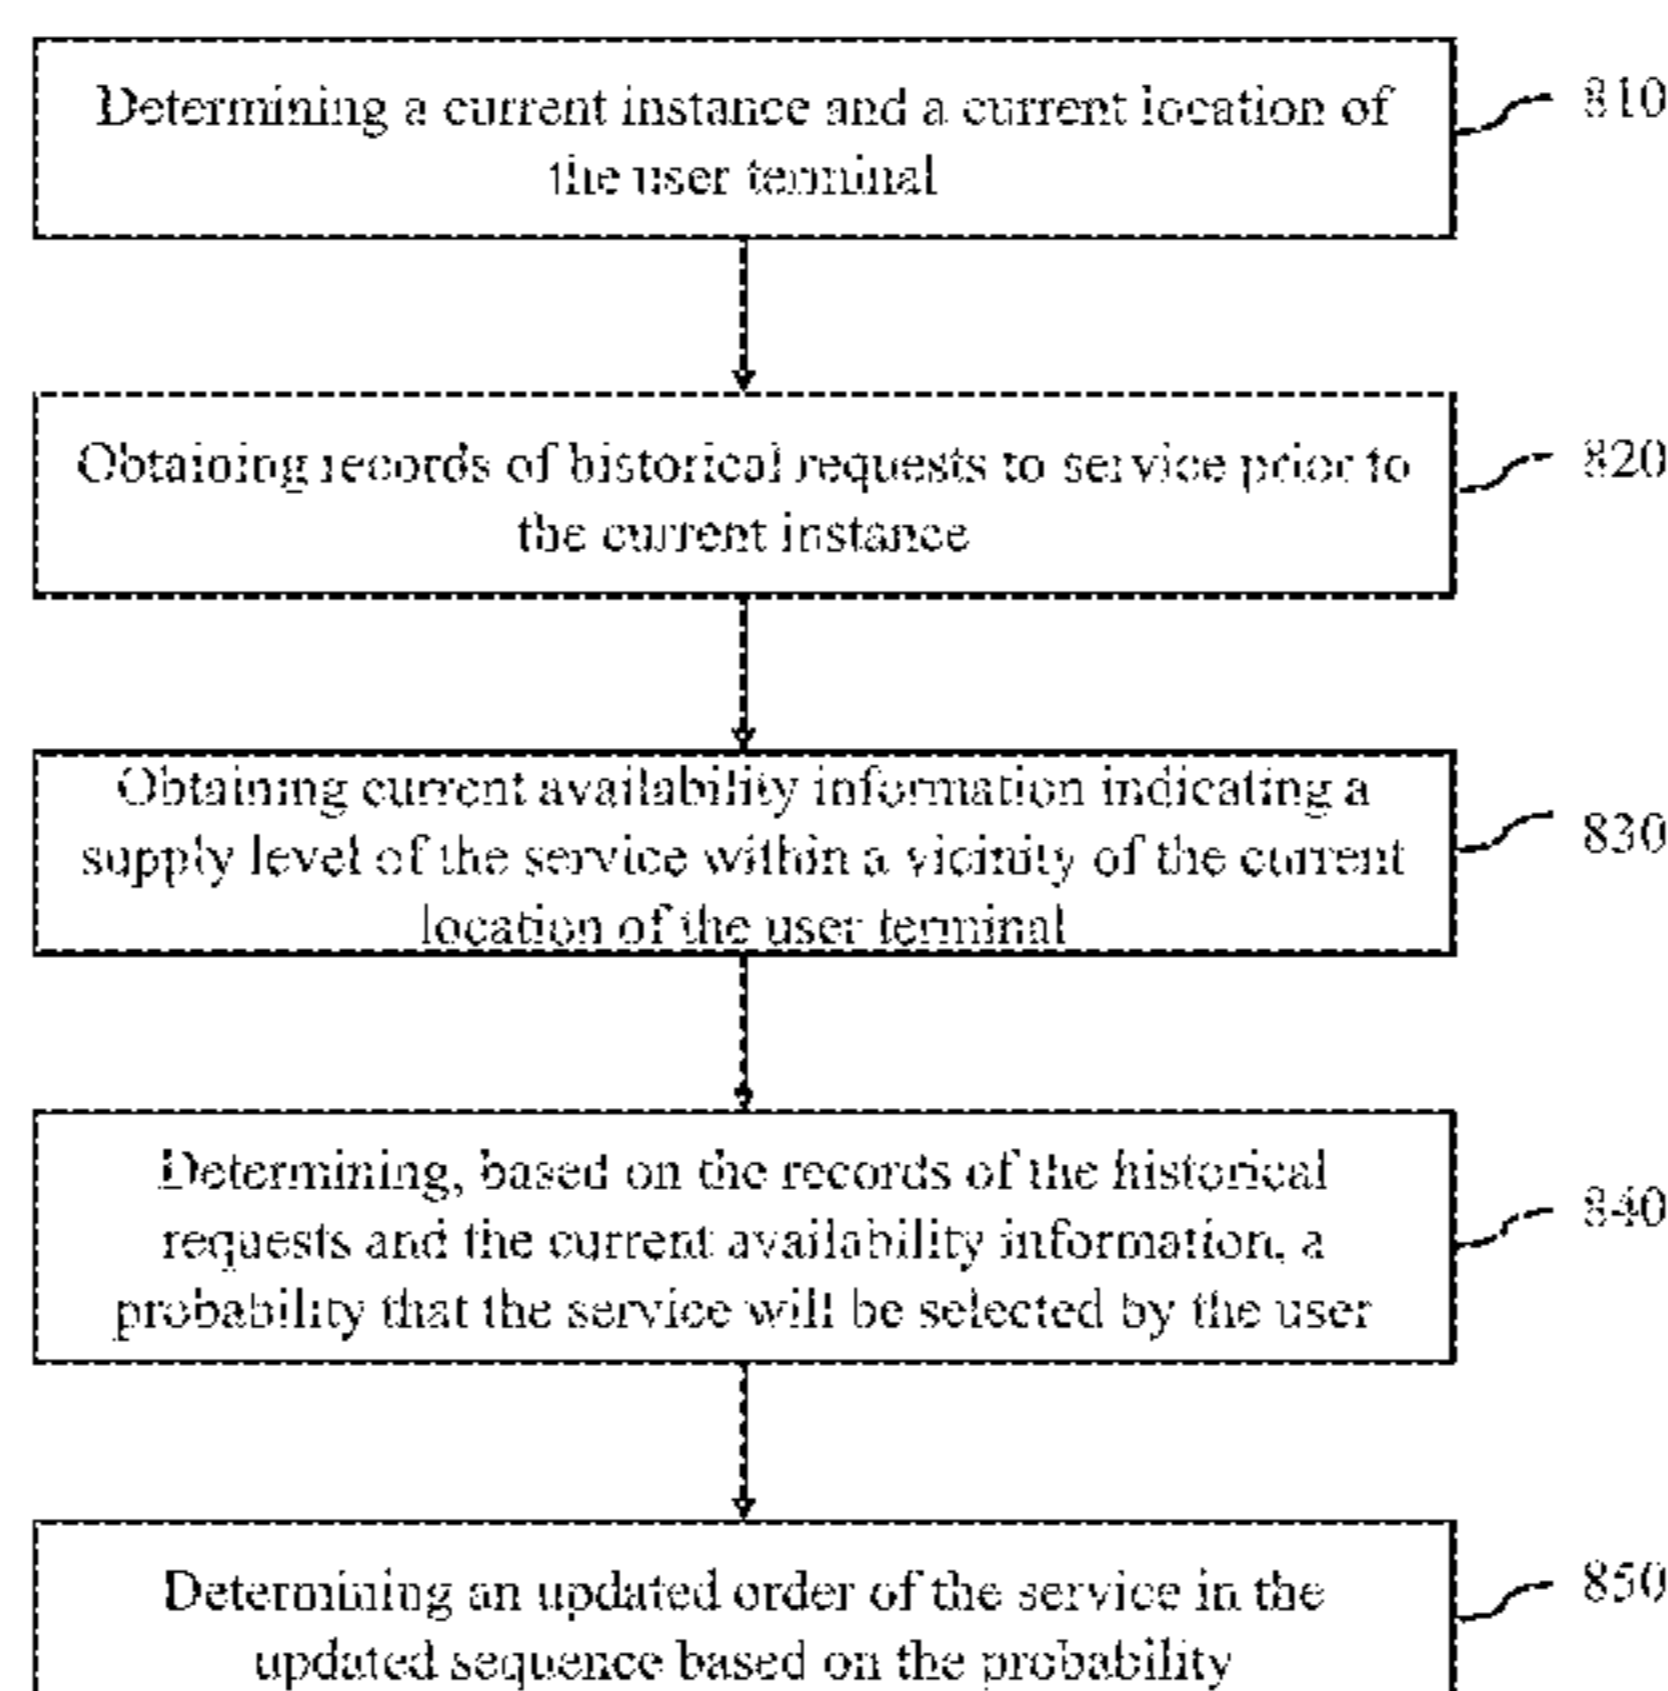 Determining a current instance and a current location of
the user terminal
810
Obtaining records of historical requests to service prior to
the current instance
820
Obtaining current availability information indicating a
supply level of the service within a vicinity of the current
location of the user terminal
830
Determining, based on the records of the historical
requests and the current availability information, a
probability that the service will be selected by the user
840
Determining an updated order of the service in the
updated sequence based on the probability
850